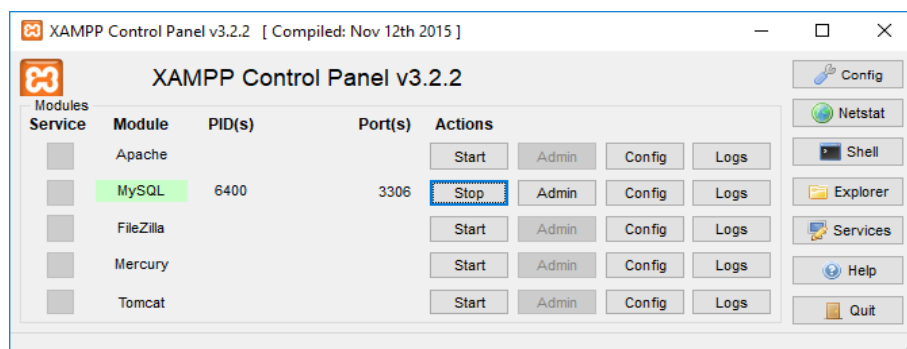 XAMPP Control Panel v3.2.2 [ Compiled: Nov 12th 2015 ]
XAMPP Control Panel v3.2.2
Config
Modules
Netstat
Service Module PID(s) Port(s) Actions
Apache Start Admin Config Logs
Shell
MySQL 6400 3306 Stop Admin Config Logs
Explorer
FileZilla Start Admin Config Logs
Services
Mercury Start Admin Config Logs
Help
Tomcat Start Admin Config Logs
Quit